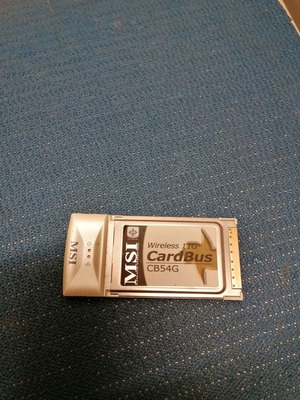 MSI
MSI
Wireless 11G
CardBus
CB54G